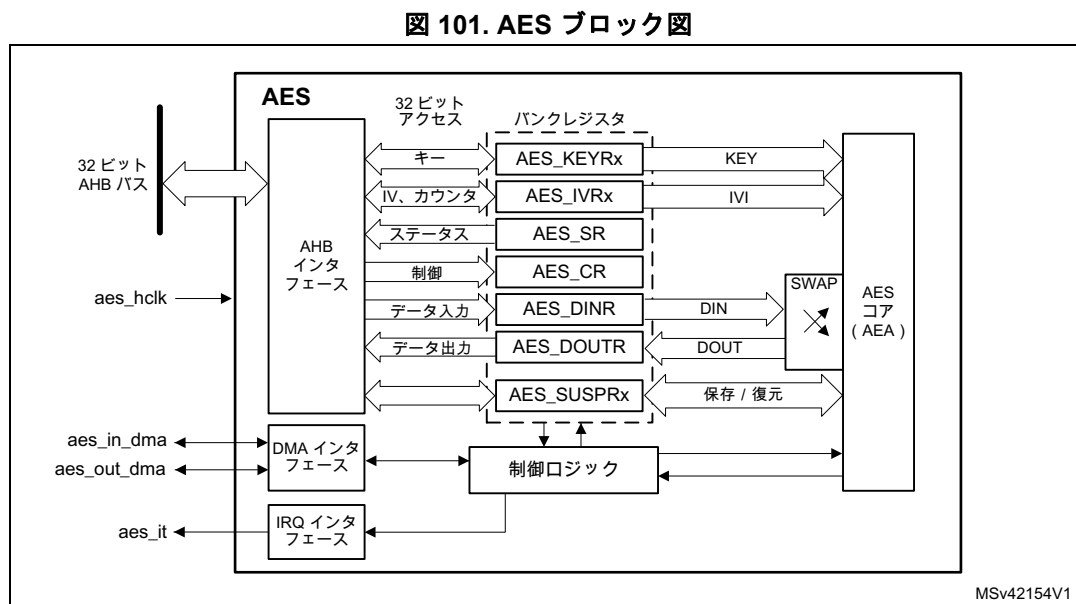 図 101. AES ブロック図
AES
32 ビット
アクセス
バンクレジスタ
32 ビット
AHB バス
AHB
インタ
フェース
キー
AES_KEYRx
KEY
IV、カウンタ
AES_IVRx
IVI
ステータス
AES_SR
制御
AES_CR
データ入力
AES_DINR
DIN
データ出力
AES_DOUTR
DOUT
SWAP
AES
コア
( AEA )
AES_SUSPRx
保存 / 復元
aes_hclk
aes_in_dma
aes_out_dma
DMA インタ
フェース
制御ロジック
aes_it
IRQ インタ
フェース
MSv42154V1